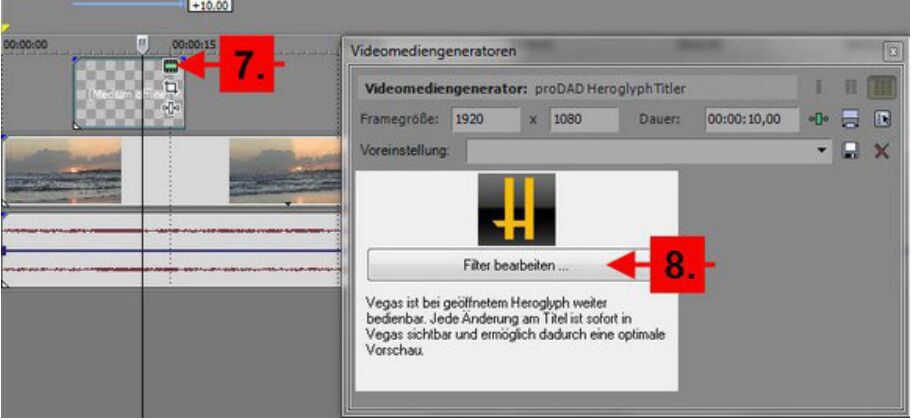 +10.00
00:00:00
00:00:15
7.
(Medium offline)
Videomediengeneratoren
Videomediengenerator: proDAD Heroglyph Titler
Framegröße: 1920 x 1080 Dauer: 00:00:10,00
Voreinstellung:
Filter bearbeiten ...
8.
Vegas ist bei geöffnetem Heroglyph weiter
bedienbar. Jede Änderung am Titel ist sofort in
Vegas sichtbar und ermöglich dadurch eine optimale
Vorschau.